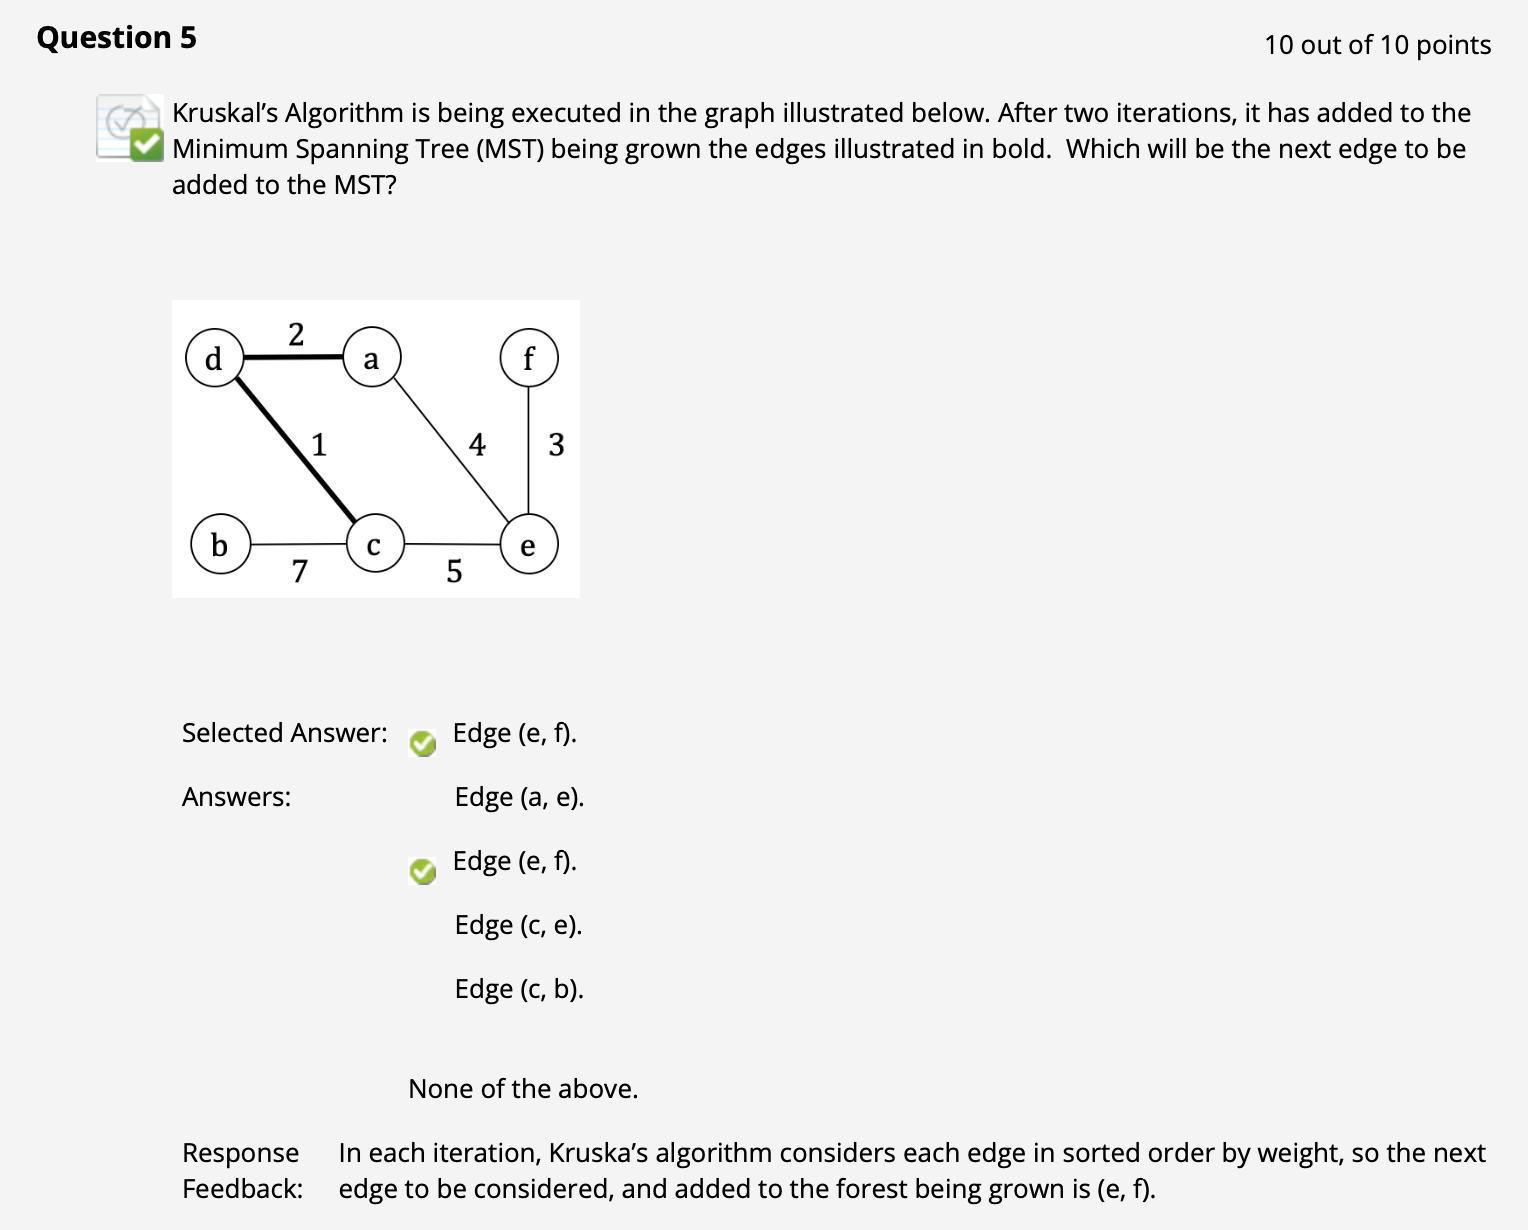 Question 5
10 out of 10 points
Kruskal’s Algorithm is being executed in the graph illustrated below. After two iterations, it has added to the
Minimum Spanning Tree (MST) being grown the edges illustrated in bold.  Which will be the next edge to be
added to the MST?
2
d
a
f
1
4
3
b
c
e
7
5
Selected Answer:
Edge (e, f).
Answers:
Edge (a, e).
Edge (e, f).
Edge (c, e).
Edge (c, b).
None of the above.
Response
Feedback:
In each iteration, Kruska’s algorithm considers each edge in sorted order by weight, so the next
edge to be considered, and added to the forest being grown is (e, f).